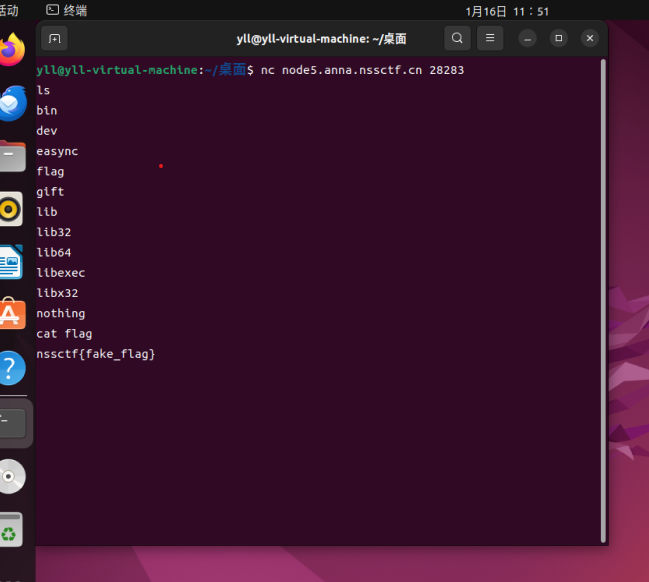 活动 终端 1月16日 11:51
yll@yll-virtual-machine: ~/桌面
yll@yll-virtual-machine:~/桌面$ nc node5.anna.nssctf.cn 28283
ls
bin
dev
easync
flag
gift
lib
lib32
lib64
libexec
libx32
nothing
cat flag
nssctf{fake_flag}